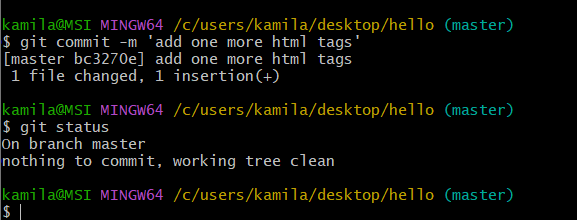 kamila@MSI MINGW64 /c/users/kamila/desktop/hello (master)
$ git commit -m 'add one more html tags'
[master bc3270e] add one more html tags
 1 file changed, 1 insertion(+)
kamila@MSI MINGW64 /c/users/kamila/desktop/hello (master)
$ git status
On branch master
nothing to commit, working tree clean
kamila@MSI MINGW64 /c/users/kamila/desktop/hello (master)
$